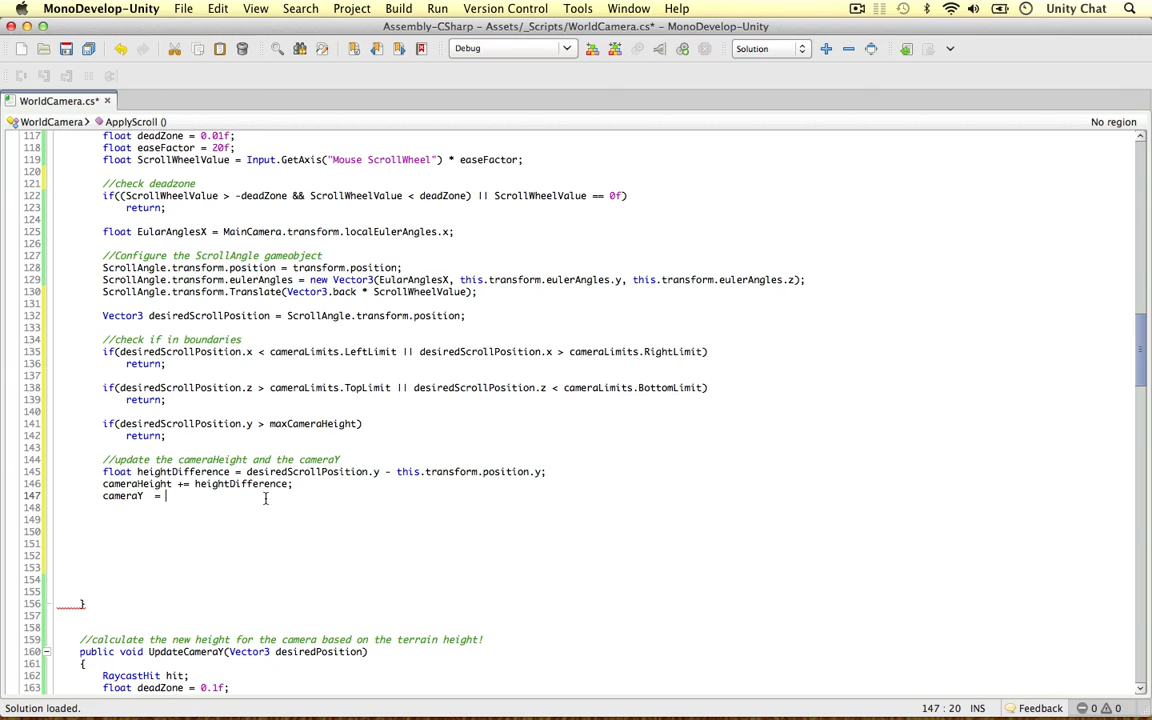 MonoDevelop-Unity File Edit View Search Project Build Run Version Control Tools Window Help Unity Chat
Assembly-CSharp – Assets/_Scripts/WorldCamera.cs* – MonoDevelop-Unity
Debug Solution
WorldCamera.cs* ×
WorldCamera ApplyScroll () No region
117 float deadZone = 0.01f;
118 float easeFactor = 20f;
119 float ScrollWheelValue = Input.GetAxis("Mouse ScrollWheel") * easeFactor;
120
121 //check deadzone
122 if((ScrollWheelValue > -deadZone && ScrollWheelValue < deadZone) || ScrollWheelValue == 0f)
123 return;
124
125 float EularAnglesX = MainCamera.transform.localEulerAngles.x;
126
127 //Configure the ScrollAngle gameobject
128 ScrollAngle.transform.position = transform.position;
129 ScrollAngle.transform.eulerAngles = new Vector3(EularAnglesX, this.transform.eulerAngles.y, this.transform.eulerAngles.z);
130 ScrollAngle.transform.Translate(Vector3.back * ScrollWheelValue);
131
132 Vector3 desiredScrollPosition = ScrollAngle.transform.position;
133
134 //check if in boundaries
135 if(desiredScrollPosition.x < cameraLimits.LeftLimit || desiredScrollPosition.x > cameraLimits.RightLimit)
136 return;
137
138 if(desiredScrollPosition.z > cameraLimits.TopLimit || desiredScrollPosition.z < cameraLimits.BottomLimit)
139 return;
140
141 if(desiredScrollPosition.y > maxCameraHeight)
142 return;
143
144 //update the cameraHeight and the cameraY
145 float heightDifference = desiredScrollPosition.y - this.transform.position.y;
146 cameraHeight += heightDifference;
147 cameraY =
148
149
150
151
152
153
154
155
156 }
157
158
159 //calculate the new height for the camera based on the terrain height!
160 public void UpdateCameraY(Vector3 desiredPosition)
161 {
162 RaycastHit hit;
163 float deadZone = 0.1f;
Solution loaded. 147 : 20 INS Feedback 0 0